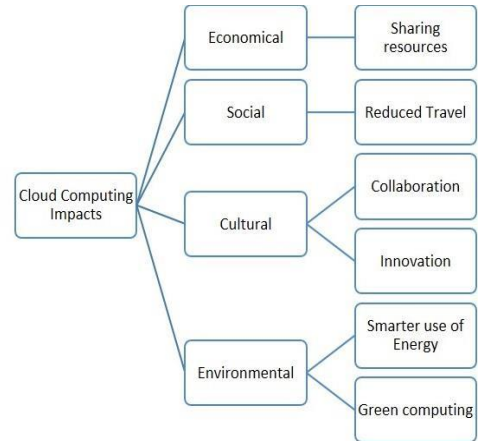 Economical
Sharing
resources
Social
Reduced Travel
Cloud Computing
Impacts
Cultural
Collaboration
Innovation
Environmental
Smarter use of
Energy
Green computing